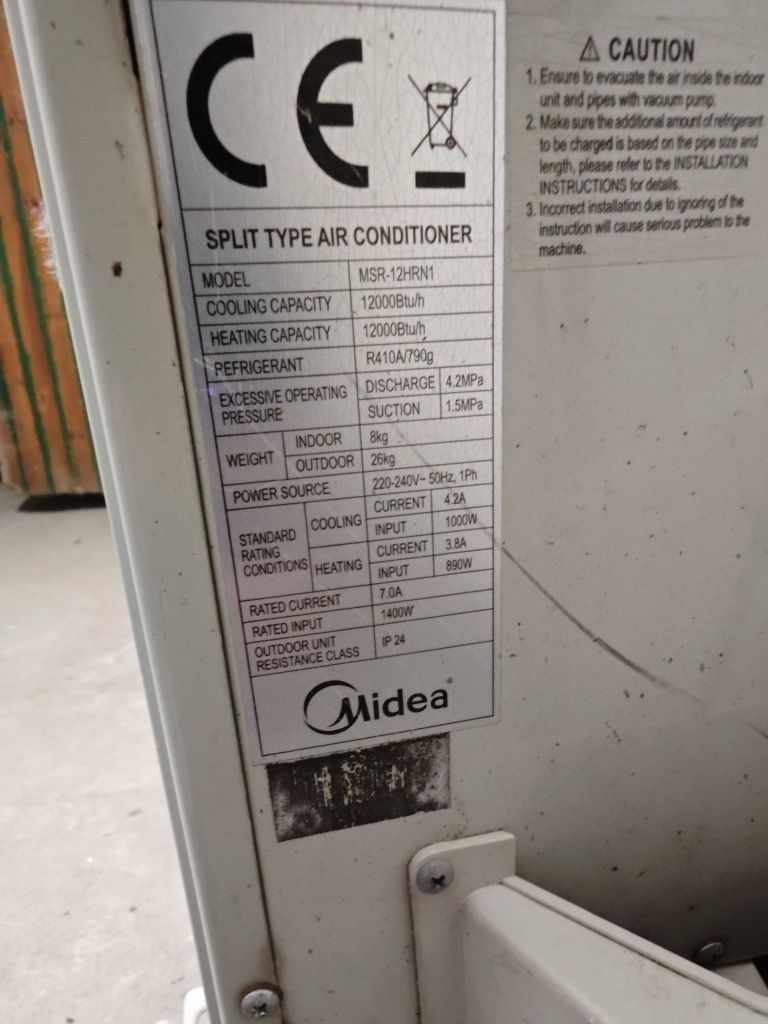 CE
SPLIT TYPE AIR CONDITIONER
MODEL MSR-12HRN1
COOLING CAPACITY 12000Btu/h
HEATING CAPACITY 12000Btu/h
REFRIGERANT R410A/790g
EXCESSIVE OPERATING PRESSURE DISCHARGE 4.2MPa
SUCTION 1.5MPa
WEIGHT INDOOR 8kg
OUTDOOR 26kg
POWER SOURCE 220-240V~ 50Hz, 1Ph
STANDARD RATING CONDITIONS COOLING CURRENT 4.2A
INPUT 1000W
HEATING CURRENT 3.8A
INPUT 890W
RATED CURRENT 7.0A
RATED INPUT 1400W
OUTDOOR UNIT RESISTANCE CLASS IP 24
Midea
CAUTION
1. Ensure to evacuate the air inside the indoor
unit and pipes with vacuum pump.
2. Make sure the additional amount of refrigerant
to be charged is based on the pipe size and
length, please refer to the INSTALLATION
INSTRUCTIONS for details.
3. Incorrect installation due to ignoring of the
instruction will cause serious problem to the
machine.